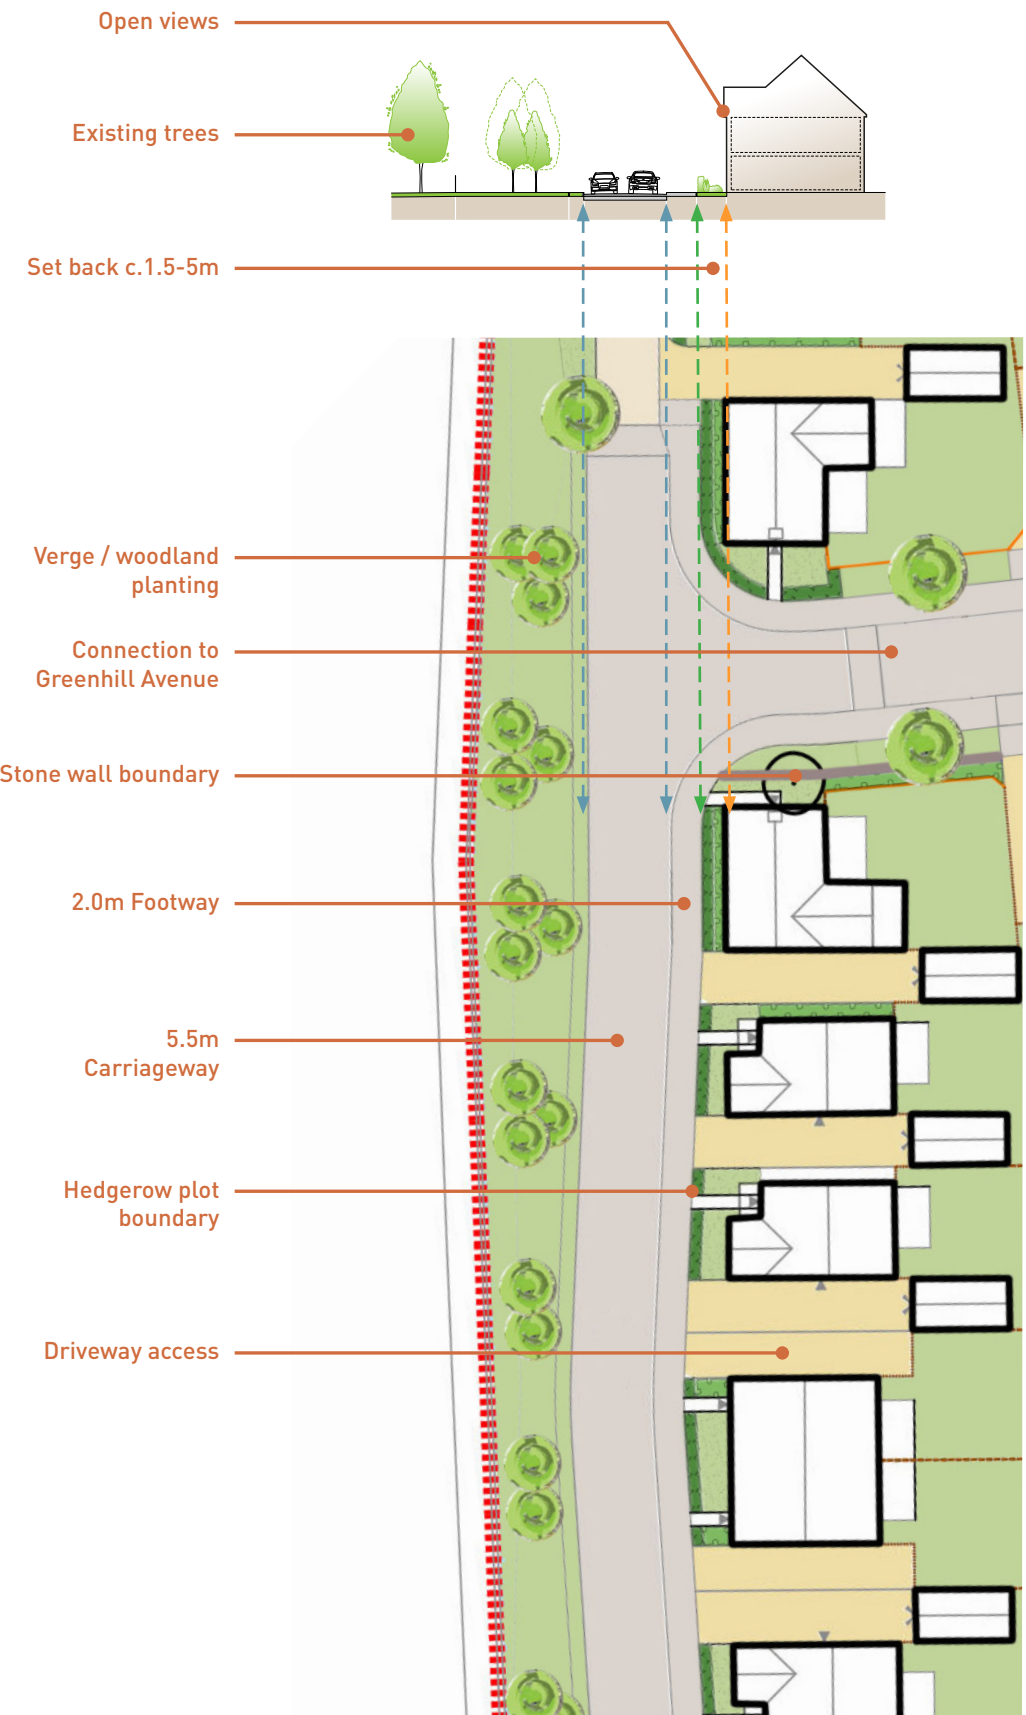 Open views
Existing trees
Set back c.1.5-5m
Verge / woodland
planting
Connection to
Greenhill Avenue
Stone wall boundary
2.0m Footway
5.5m
Carriageway
Hedgerow plot
boundary
Driveway access